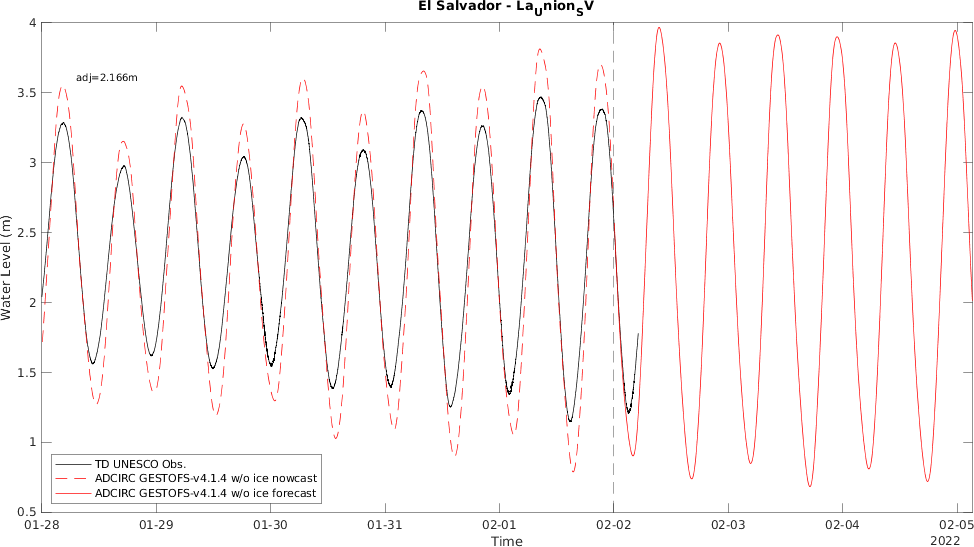 El Salvador - LaUnionSV
adj=2.166m
4
3.5
3
2.5
2
1.5
1
0.5
Water Level (m)
TD UNESCO Obs.
ADCIRC GESTOFS-v4.1.4 w/o ice nowcast
ADCIRC GESTOFS-v4.1.4 w/o ice forecast
01-28 01-29 01-30 01-31 02-01 02-02 02-03 02-04 02-05
Time
2022